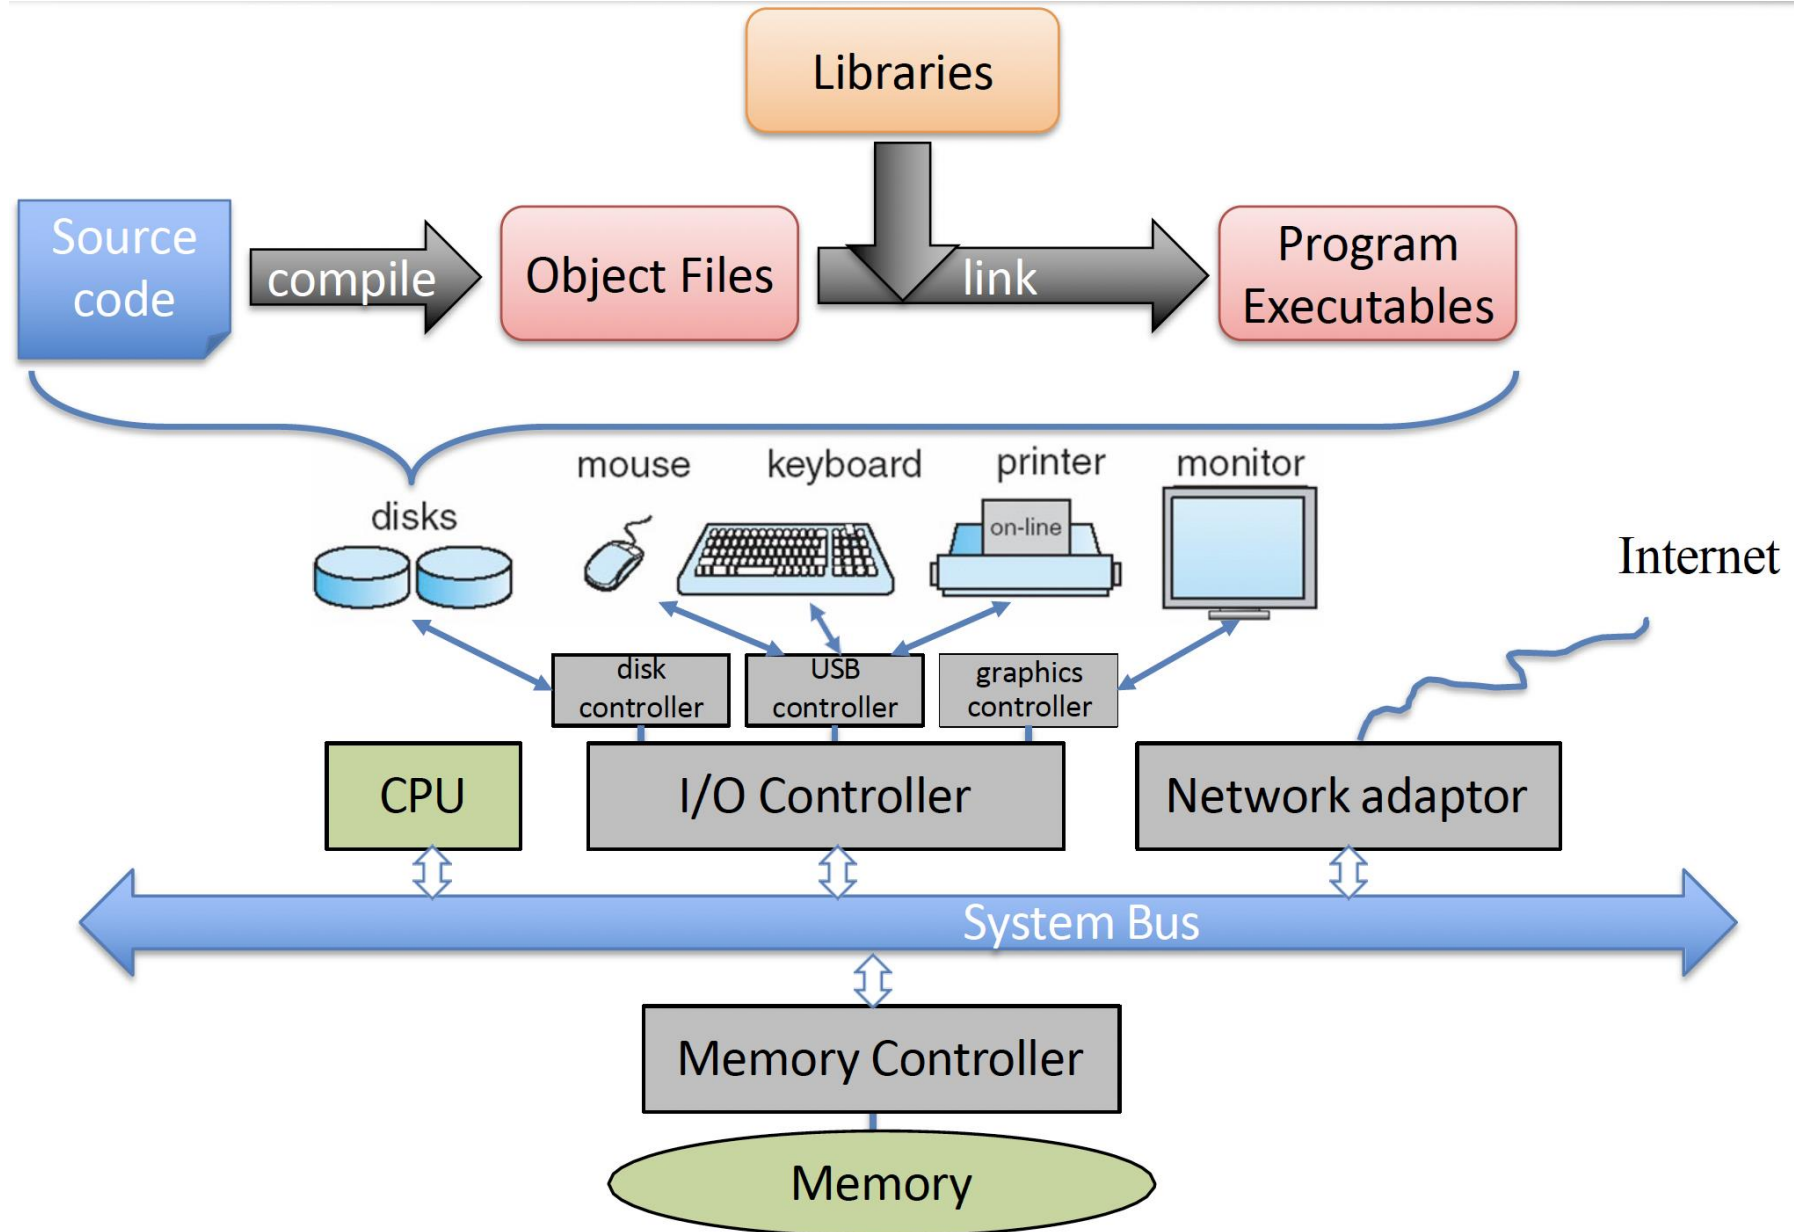 Libraries
Source
code
compile
Object Files
link
Program
Executables
mouse
keyboard
printer
monitor
disks
on-line
Internet
disk
controller
USB
controller
graphics
controller
CPU
I/O Controller
Network adaptor
System Bus
Memory Controller
Memory